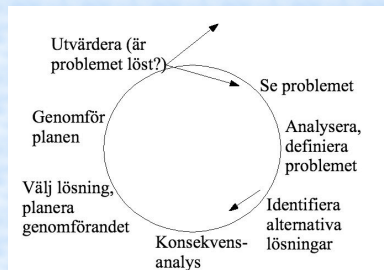 Utvärdera (är
problemet löst?)
Se problemet
Analysera,
definiera
problemet
Identifiera
alternativa
lösningar
Konsekvens-
analys
Välj lösning,
planera
genomförandet
Genomför
planen